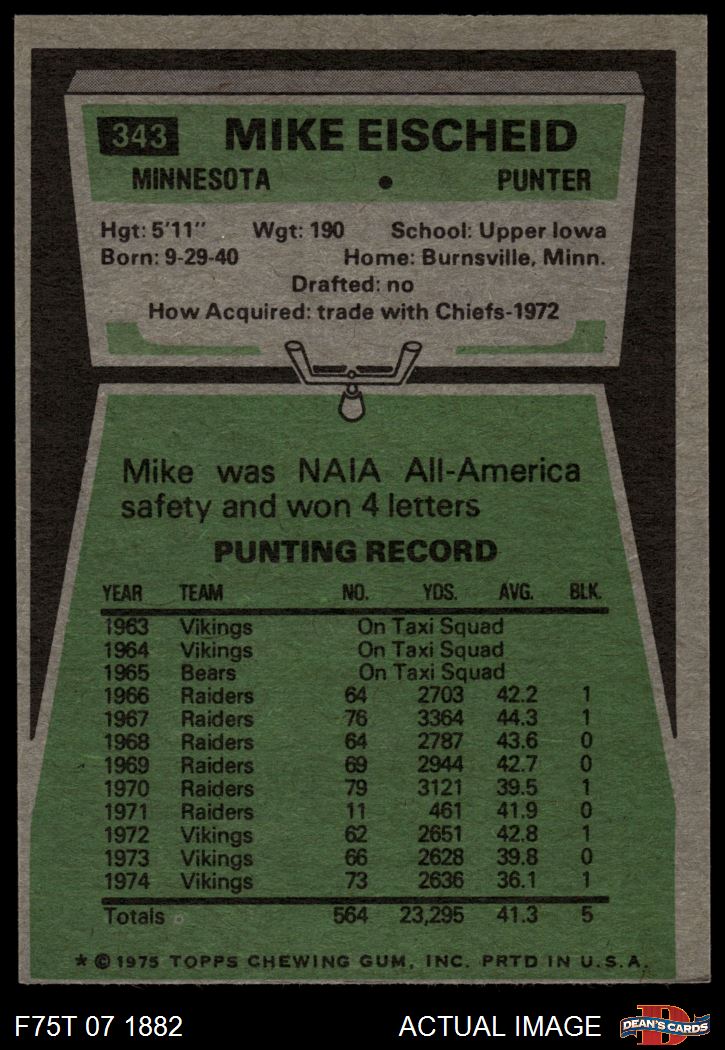 343 MIKE EISCHEID
MINNESOTA • PUNTER
Hgt: 5'11" Wgt: 190 School: Upper Iowa
Born: 9-29-40 Home: Burnsville, Minn.
Drafted: no
How Acquired: trade with Chiefs-1972
Mike was NAIA All-America
safety and won 4 letters
PUNTING RECORD
YEAR TEAM NO. YDS. AVG. BLK.
1963 Vikings On Taxi Squad
1964 Vikings On Taxi Squad
1965 Bears On Taxi Squad
1966 Raiders 64 2703 42.2 1
1967 Raiders 76 3364 44.3 1
1968 Raiders 64 2787 43.6 0
1969 Raiders 69 2944 42.7 0
1970 Raiders 79 3121 39.5 1
1971 Raiders 11 461 41.9 0
1972 Vikings 62 2651 42.8 1
1973 Vikings 66 2628 39.8 0
1974 Vikings 73 2636 36.1 1
Totals 564 23,295 41.3 5
* © 1975 TOPPS CHEWING GUM, INC. PRTD IN U.S.A.
F75T 07 1882 ACTUAL IMAGE D DEAN'S CARDS